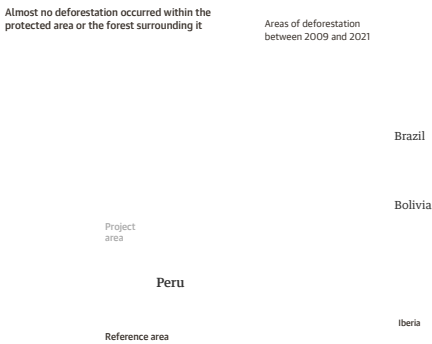 Almost no deforestation occurred within the
protected area or the forest surrounding it
Areas of deforestation
between 2009 and 2021
Brazil
Bolivia
Project
area
Peru
Iberia
Reference area